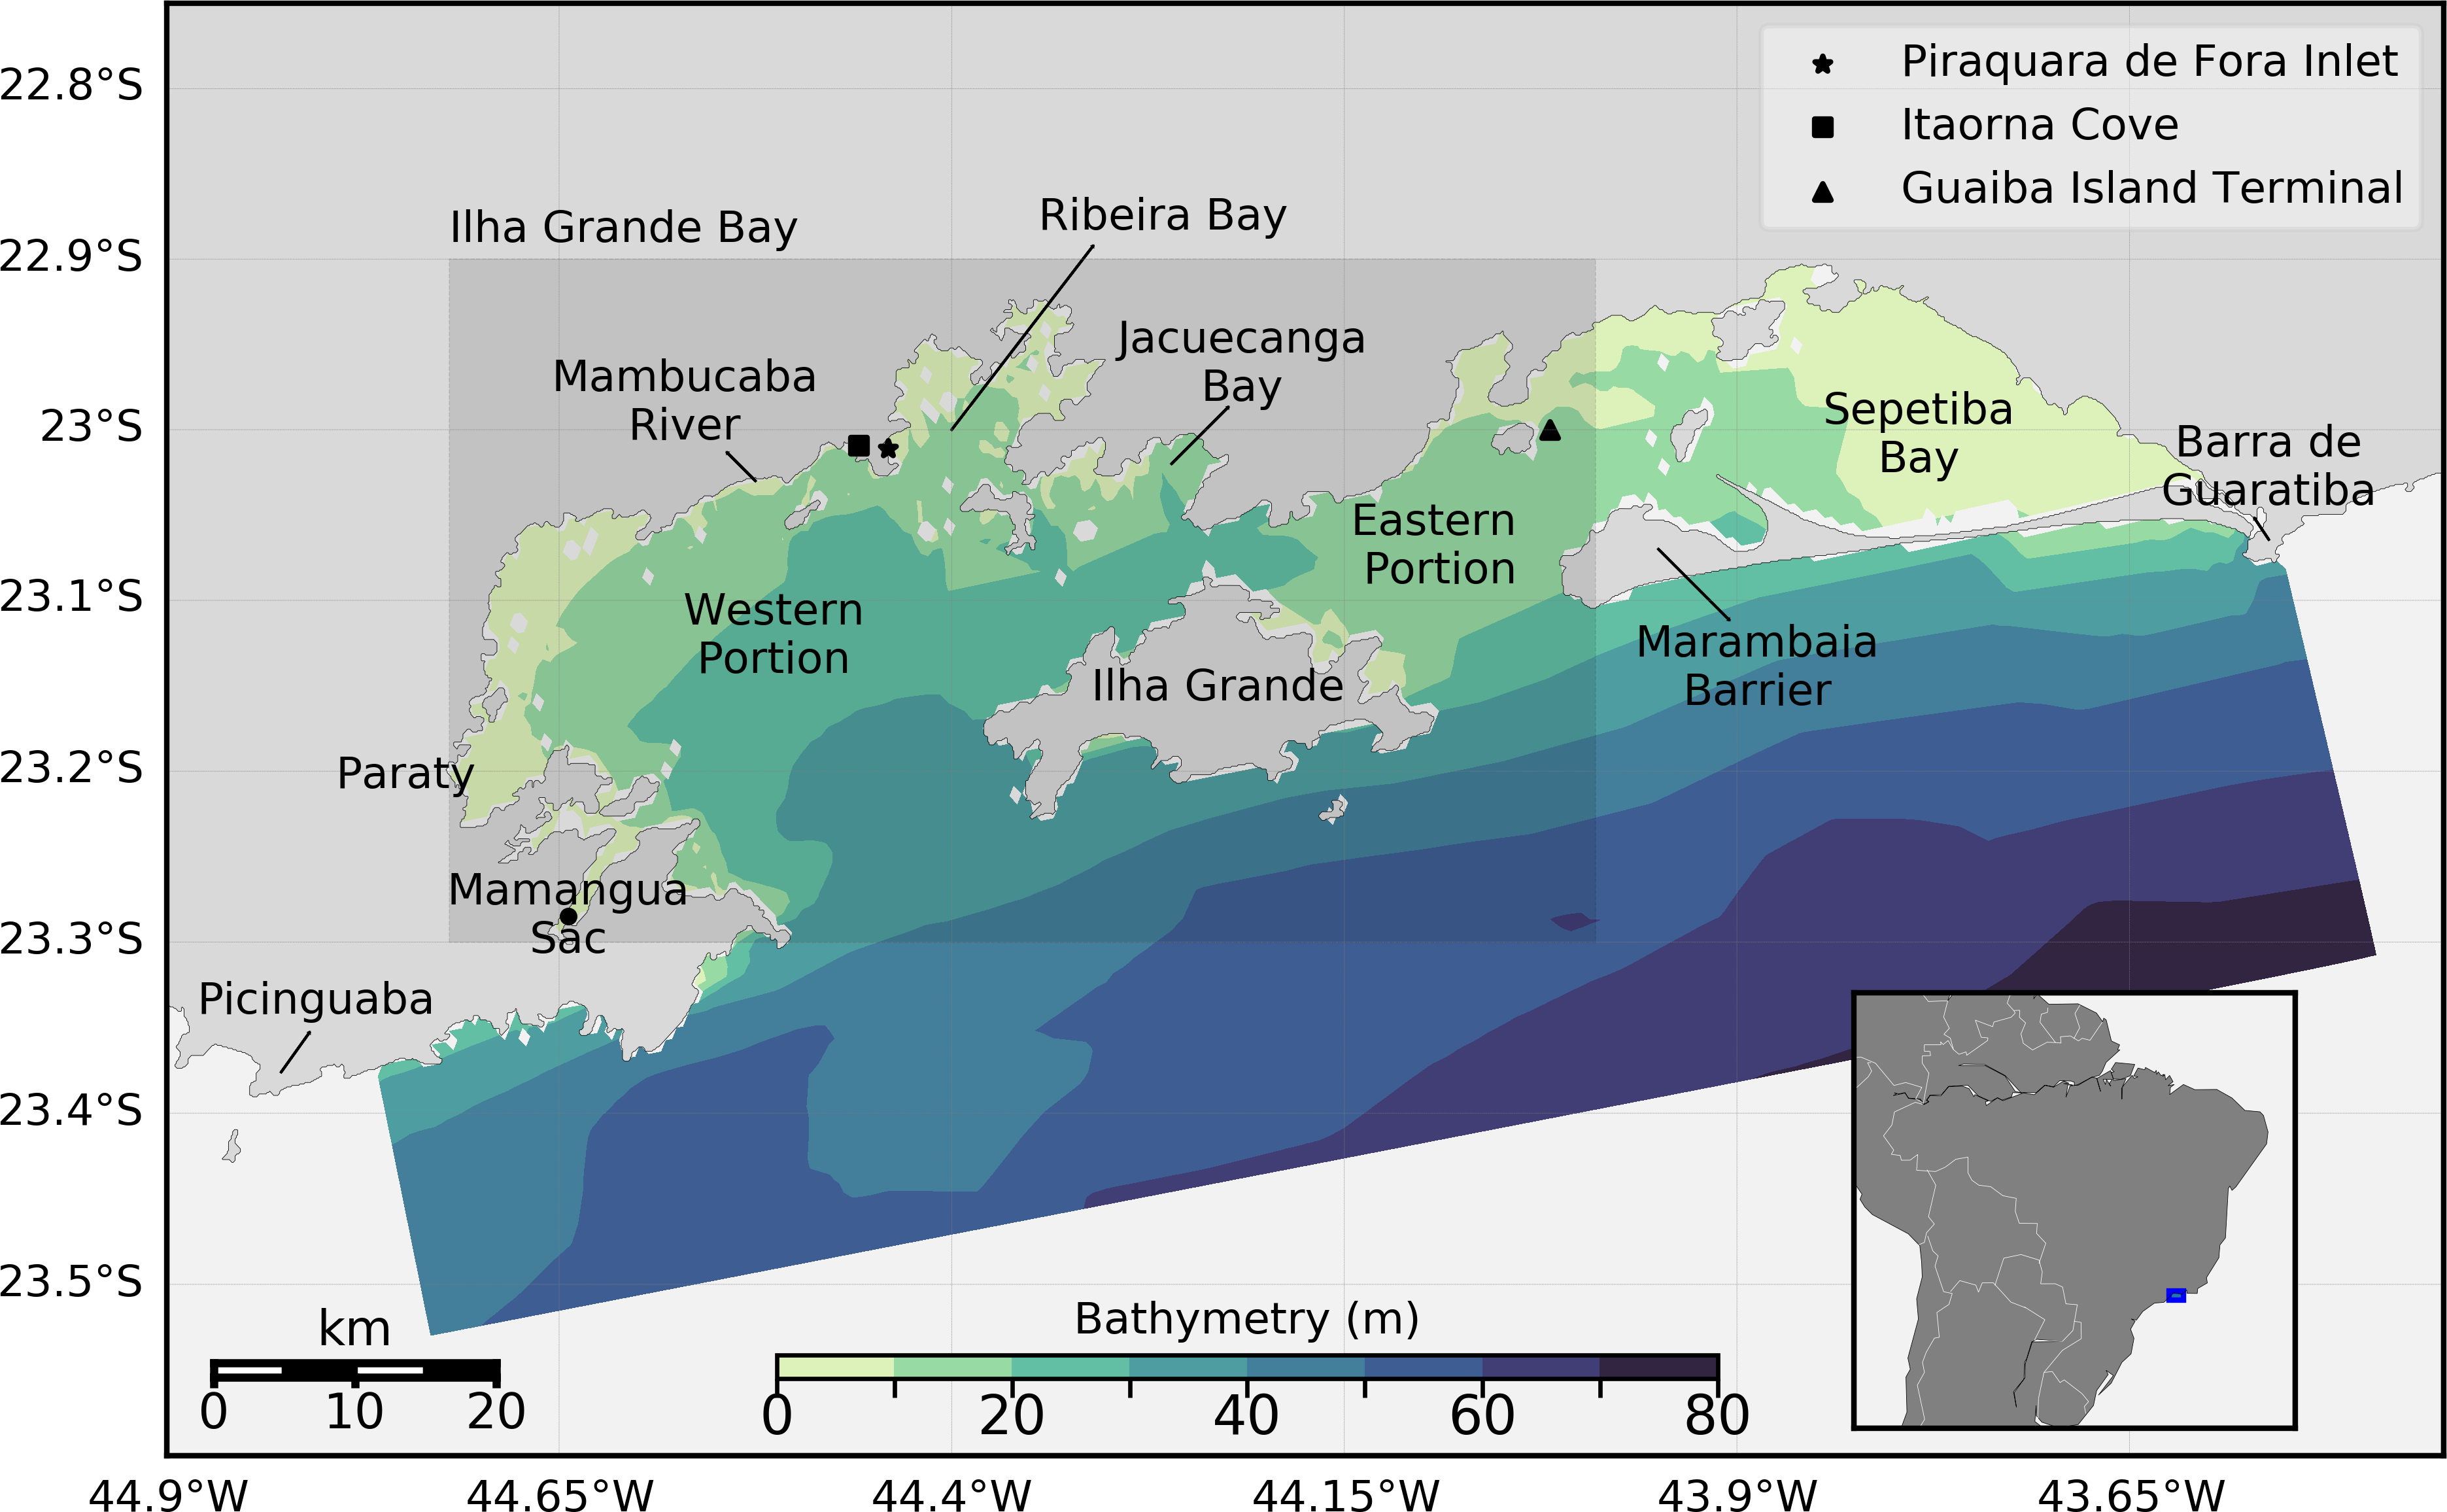 Piraquara de Fora Inlet
Itaorna Cove
Guaiba Island Terminal
22.8°S
22.9°S
23°S
23.1°S
23.2°S
23.3°S
23.4°S
23.5°S
Ilha Grande Bay
Ribeira Bay
Jacuecanga
Bay
Mambucaba
River
Sepetiba
Bay
Barra de
Guaratiba
Eastern
Portion
Western
Portion
Marambaia
Barrier
Ilha Grande
Paraty
Mamangua
Sac
Picinguaba
km
0 10 20
Bathymetry (m)
0 20 40 60 80
44.9°W 44.65°W 44.4°W 44.15°W 43.9°W 43.65°W